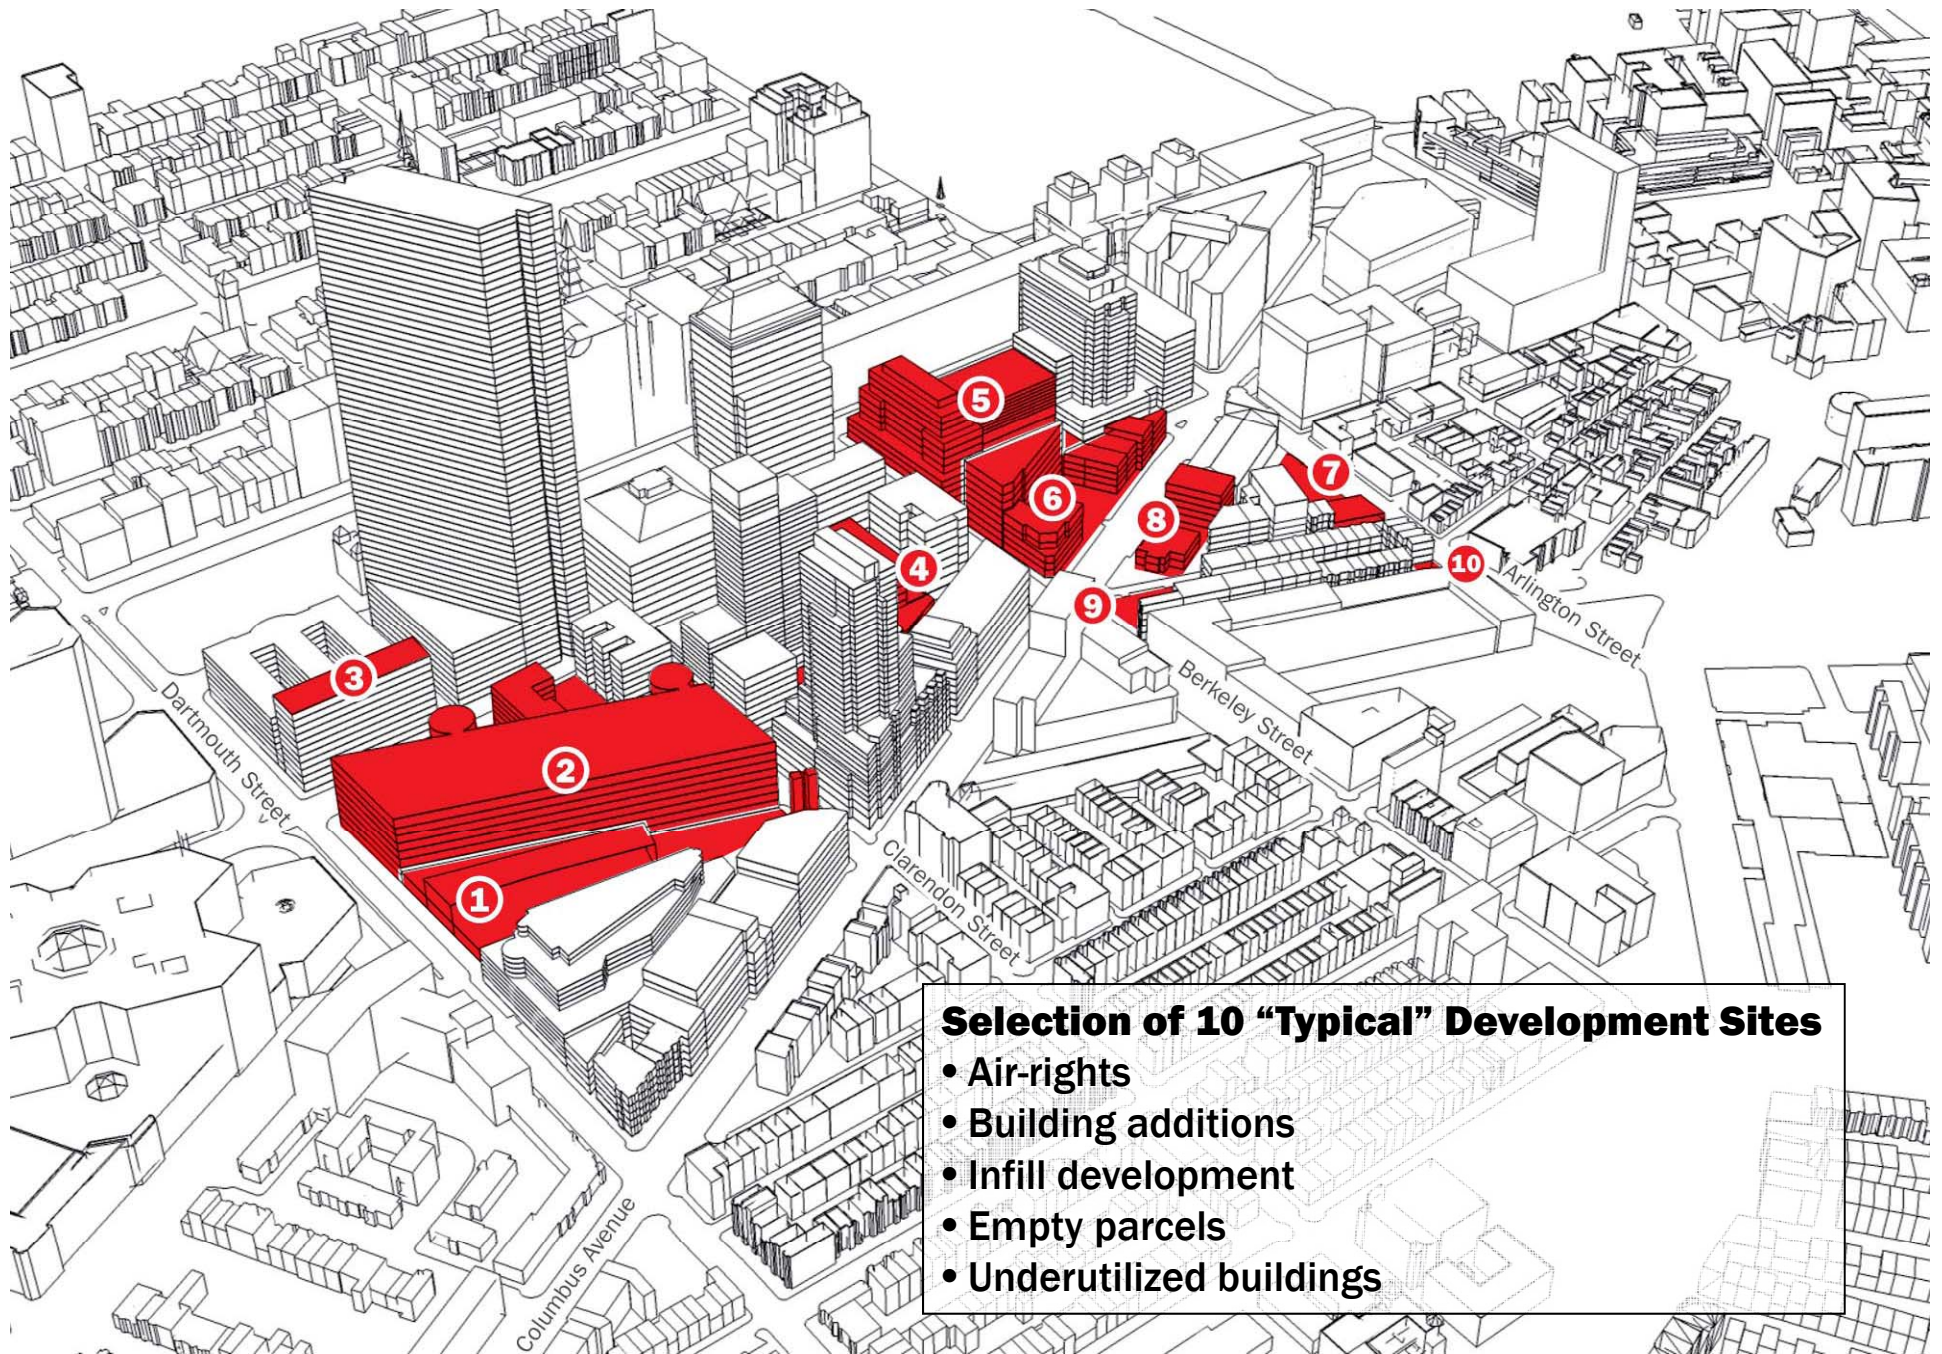 5
7
6
8
4
10
9
Arlington Street
3
Berkeley Street
Dartmouth Street
2
1
Clarendon Street
Selection of 10 “Typical” Development Sites
• Air-rights
• Building additions
• Infill development
• Empty parcels
• Underutilized buildings
Columbus Avenue